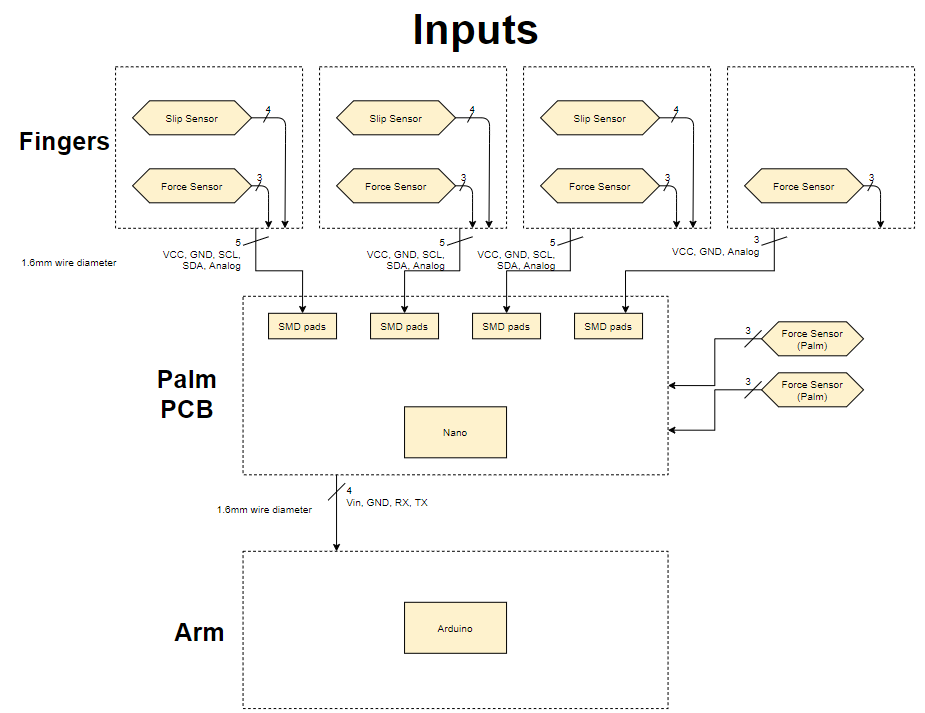 Inputs
Fingers
Slip Sensor
4
Slip Sensor
4
Slip Sensor
4
Force Sensor
3
Force Sensor
3
Force Sensor
3
Force Sensor
3
1.6mm wire diameter
5
VCC, GND, SCL,
SDA, Analog
5
VCC, GND, SCL,
SDA, Analog
5
VCC, GND, SCL,
SDA, Analog
3
VCC, GND, Analog
SMD pads
SMD pads
SMD pads
SMD pads
3
Force Sensor
(Palm)
3
Force Sensor
(Palm)
Palm
PCB
Nano
4
Vin, GND, RX, TX
1.6mm wire diameter
Arm
Arduino